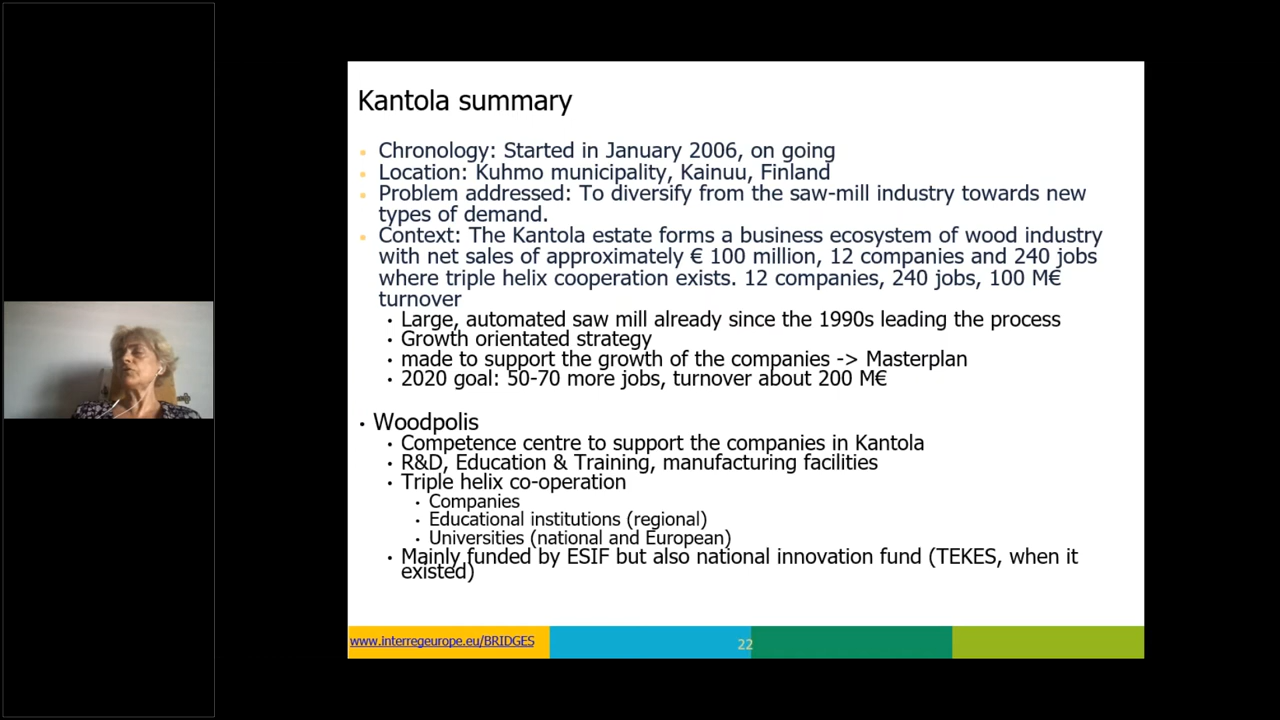 Kantola summary
Chronology: Started in January 2006, on going
Location: Kuhmo municipality, Kainuu, Finland
Problem addressed: To diversify from the saw-mill industry towards new
types of demand.
Context: The Kantola estate forms a business ecosystem of wood industry
with net sales of approximately € 100 million, 12 companies and 240 jobs
where triple helix cooperation exists. 12 companies, 240 jobs, 100 M€
turnover
Large, automated saw mill already since the 1990s leading the process
Growth orientated strategy
made to support the growth of the companies -> Masterplan
2020 goal: 50-70 more jobs, turnover about 200 M€
Woodpolis
Competence centre to support the companies in Kantola
R&D, Education & Training, manufacturing facilities
Triple helix co-operation
Companies
Educational institutions (regional)
Universities (national and European)
Mainly funded by ESIF but also national innovation fund (TEKES, when it
existed)
www.interregeurope.eu/BRIDGES
22